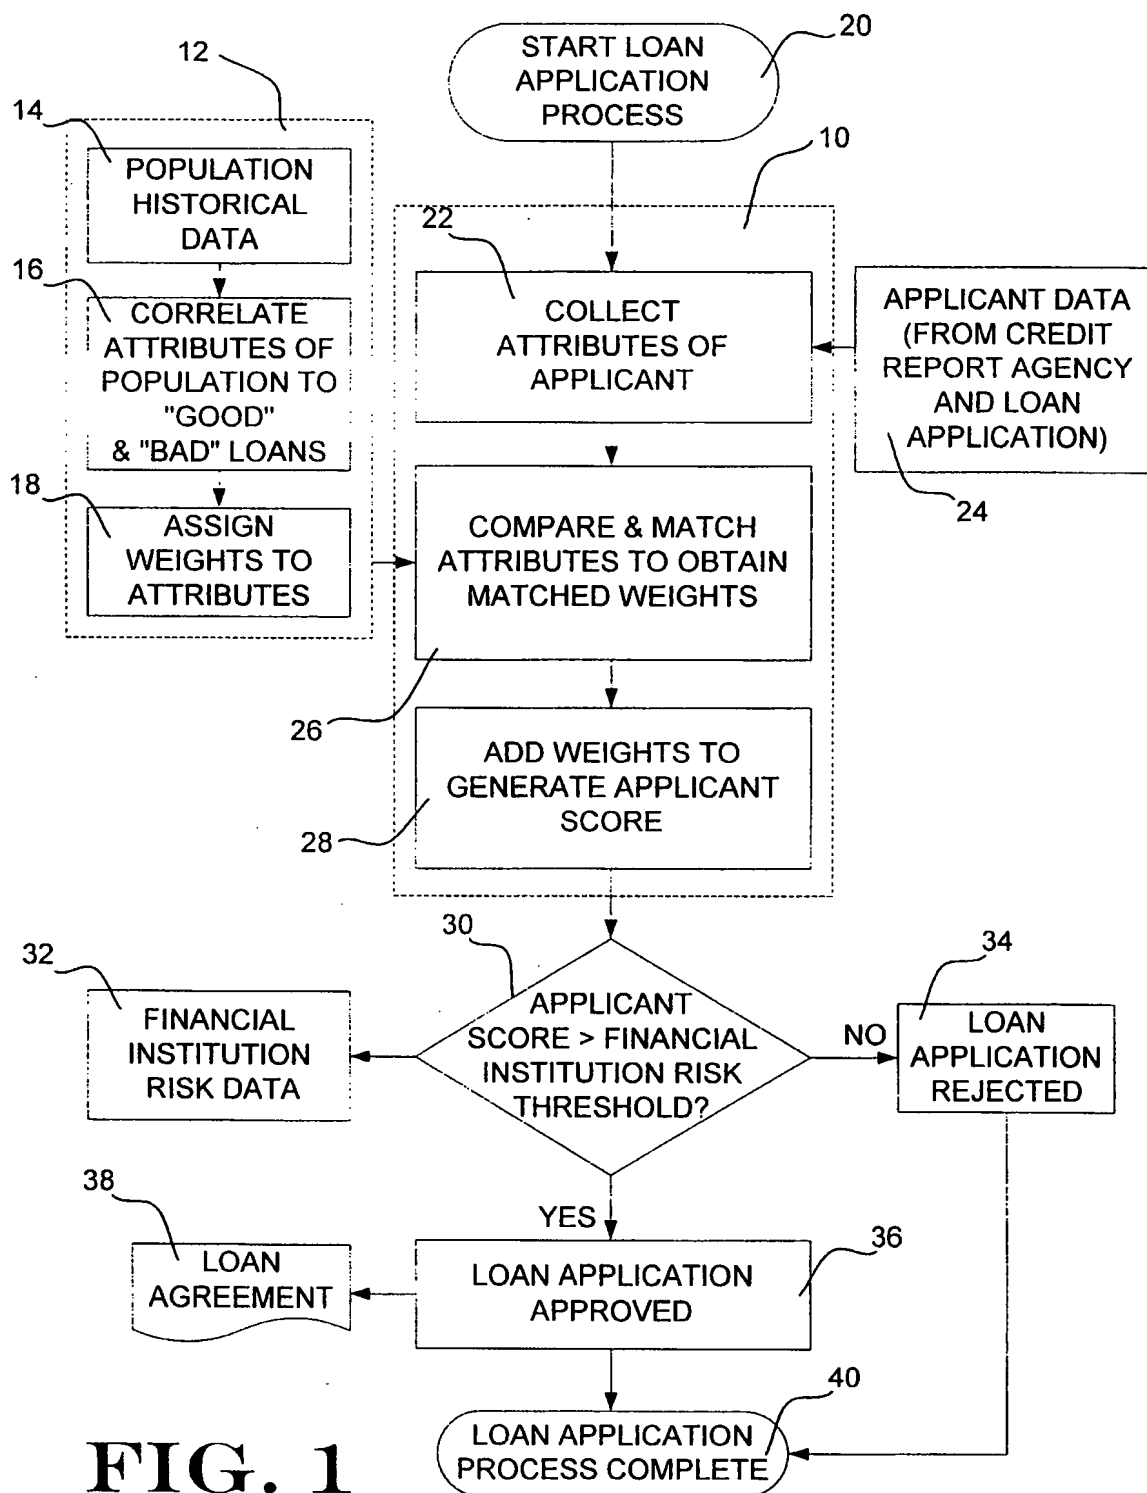 20
START LOAN
APPLICATION
PROCESS
12
14
POPULATION
HISTORICAL
DATA
10
22
COLLECT
ATTRIBUTES OF
APPLICANT
APPLICANT DATA
(FROM CREDIT
REPORT AGENCY
AND LOAN
APPLICATION)
24
16
CORRELATE
ATTRIBUTES OF
POPULATION TO
"GOOD"
& "BAD" LOANS
18
ASSIGN
WEIGHTS TO
ATTRIBUTES
COMPARE & MATCH
ATTRIBUTES TO OBTAIN
MATCHED WEIGHTS
26
ADD WEIGHTS TO
GENERATE APPLICANT
SCORE
28
30
APPLICANT
SCORE > FINANCIAL
INSTITUTION RISK
THRESHOLD?
32
FINANCIAL
INSTITUTION
RISK DATA
NO
34
LOAN
APPLICATION
REJECTED
YES
36
LOAN APPLICATION
APPROVED
38
LOAN
AGREEMENT
40
LOAN APPLICATION
PROCESS COMPLETE
FIG. 1